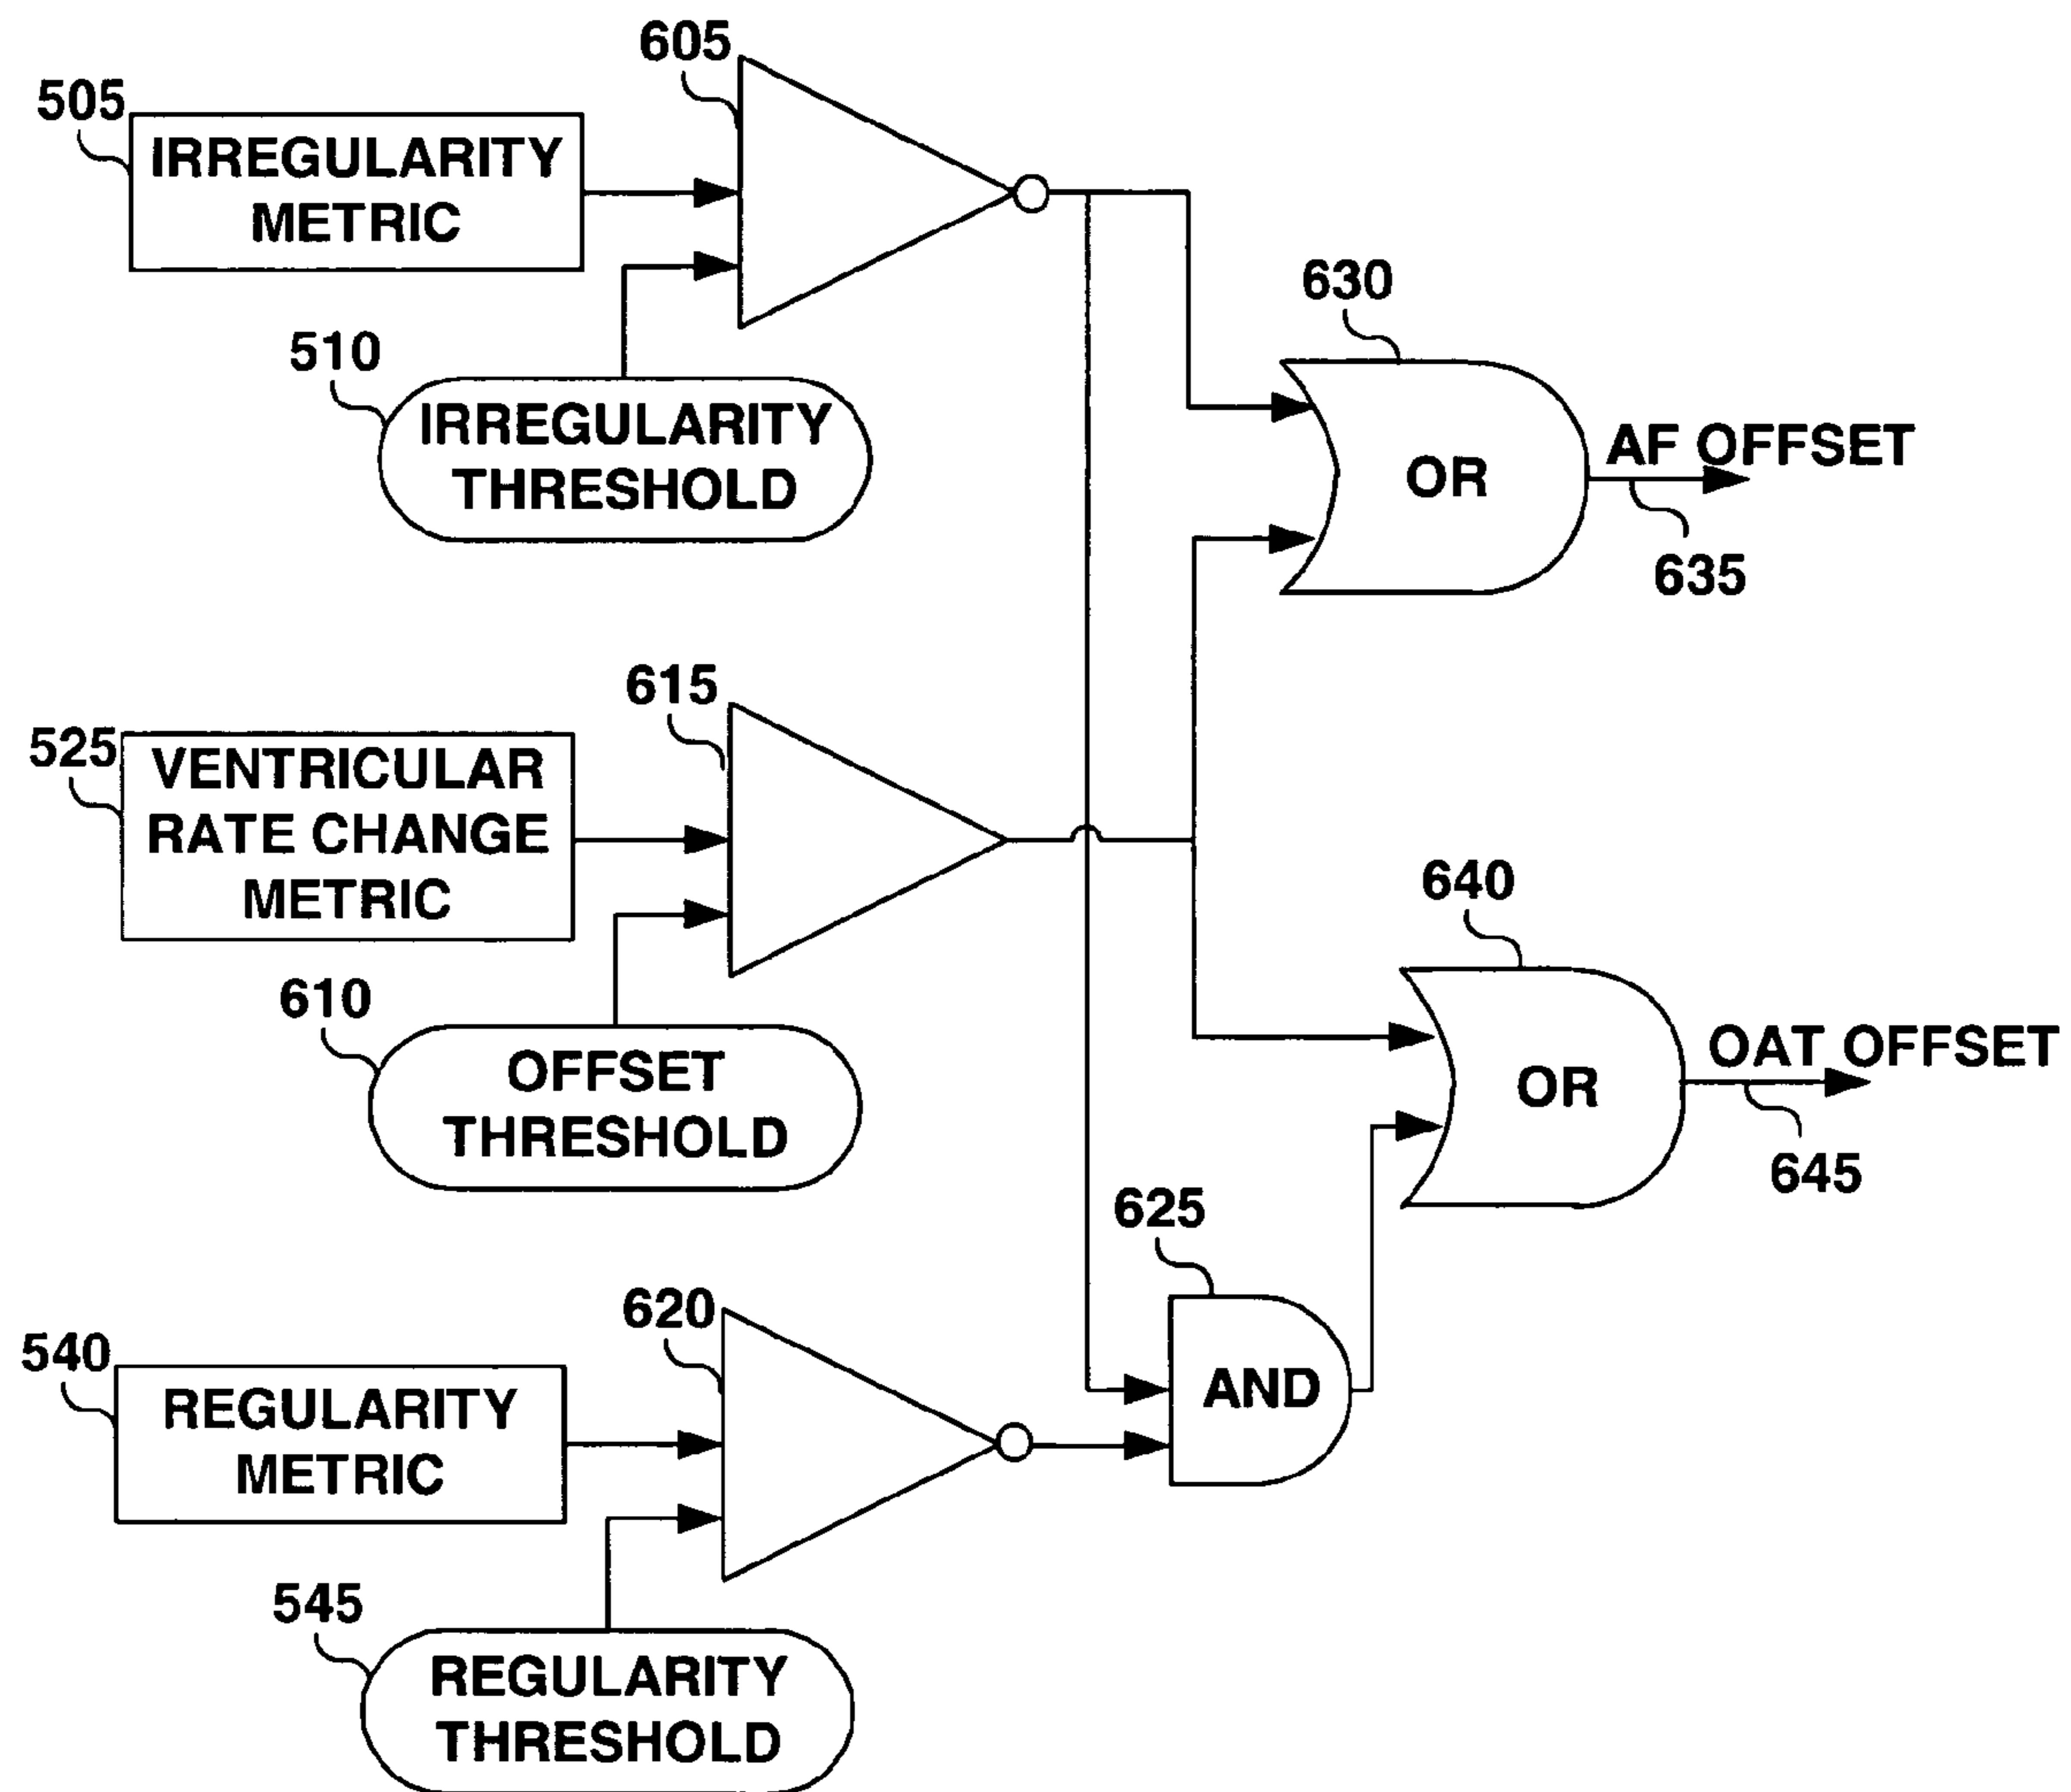 605
505
IRREGULARITY
METRIC
510
IRREGULARITY
THRESHOLD
630
OR
AF OFFSET
635
615
525
VENTRICULAR
RATE CHANGE
METRIC
610
OFFSET
THRESHOLD
640
OR
OAT OFFSET
645
625
AND
620
540
REGULARITY
METRIC
545
REGULARITY
THRESHOLD